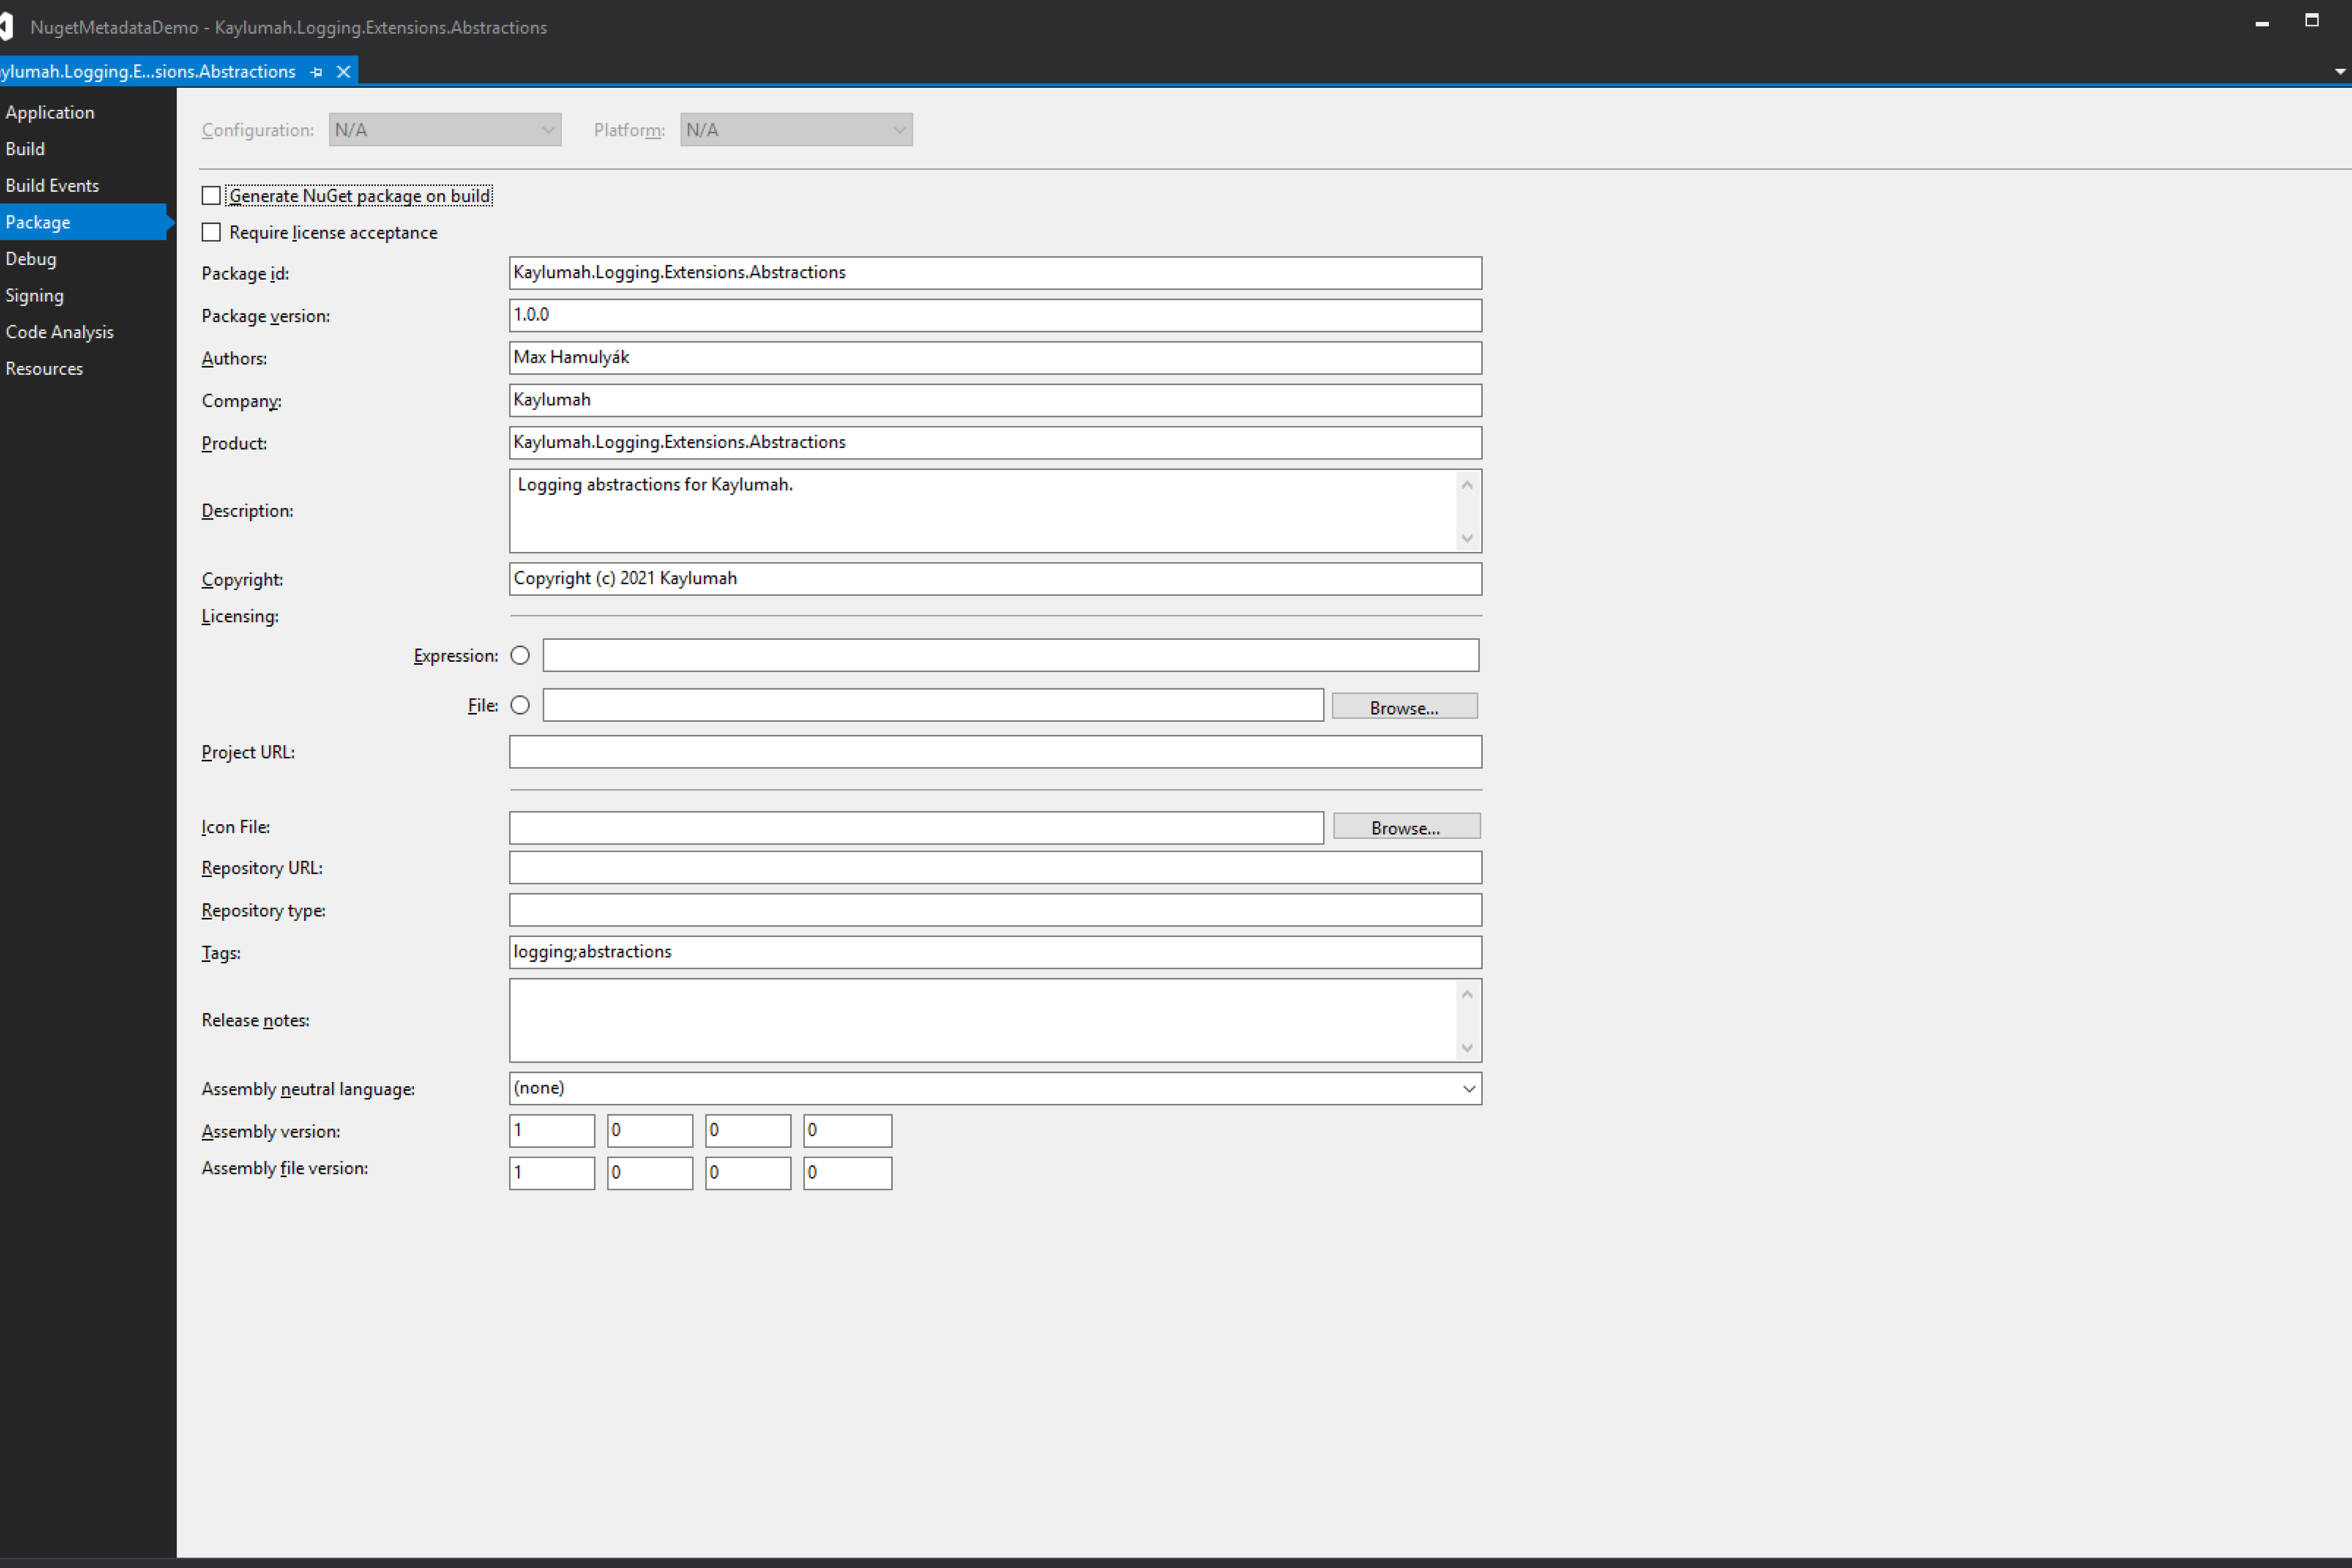 NugetMetadataDemo - Kaylumah.Logging.Extensions.Abstractions
ylumah.Logging.E...sions.Abstractions
Application
Build
Build Events
Package
Debug
Signing
Code Analysis
Resources
Configuration: N/A Platform: N/A
Generate NuGet package on build
Require license acceptance
Package id: Kaylumah.Logging.Extensions.Abstractions
Package version: 1.0.0
Authors: Max Hamulyák
Company: Kaylumah
Product: Kaylumah.Logging.Extensions.Abstractions
Description: Logging abstractions for Kaylumah.
Copyright: Copyright (c) 2021 Kaylumah
Licensing:
Expression:
File: Browse...
Project URL:
Icon File: Browse...
Repository URL:
Repository type:
Tags: logging;abstractions
Release notes:
Assembly neutral language: (none)
Assembly version: 1 0 0 0
Assembly file version: 1 0 0 0